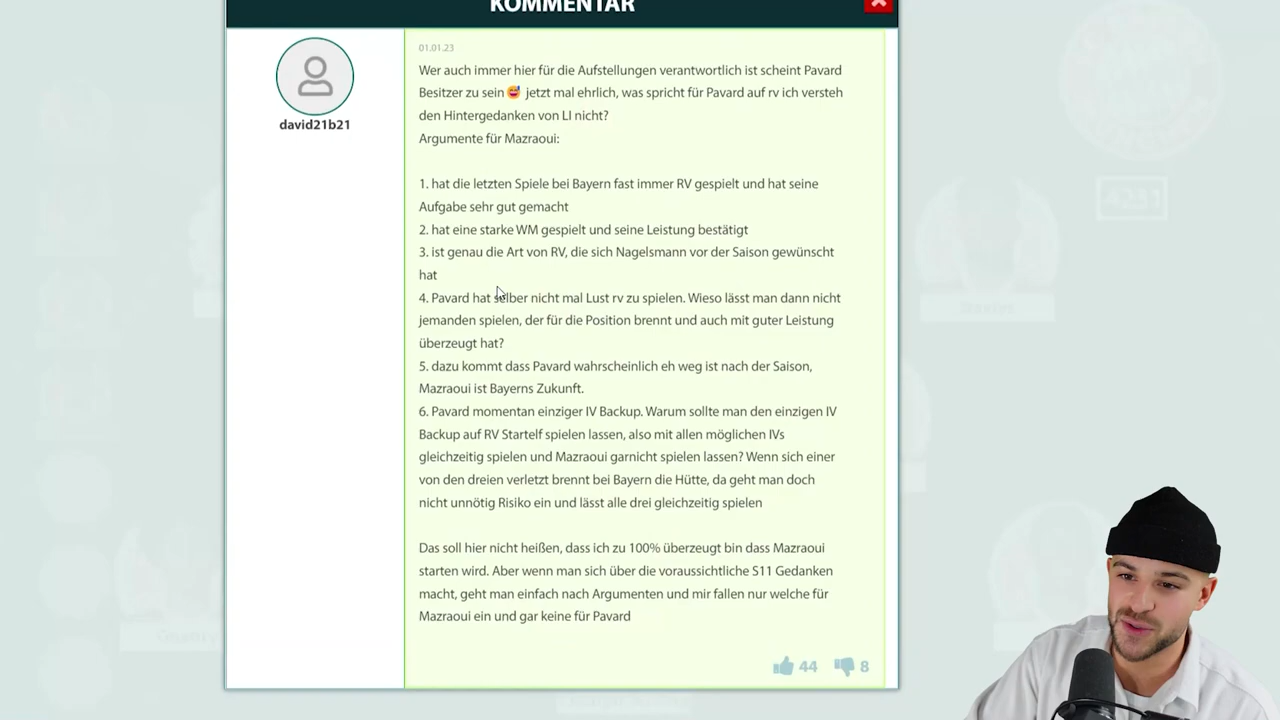 KOMMENTAR
01.01.23
Wer auch immer hier für die Aufstellungen verantwortlich ist scheint Pavard
Besitzer zu sein😅 jetzt mal ehrlich, was spricht für Pavard auf rv ich versteh
den Hintergedanken von LI nicht?
Argumente für Mazraoui:
1. hat die letzten Spiele bei Bayern fast immer RV gespielt und hat seine
Aufgabe sehr gut gemacht
2. hat eine starke WM gespielt und seine Leistung bestätigt
3. ist genau die Art von RV, die sich Nagelsmann vor der Saison gewünscht
hat
4. Pavard hat selber nicht mal Lust rv zu spielen. Wieso lässt man dann nicht
jemanden spielen, der für die Position brennt und auch mit guter Leistung
überzeugt hat?
5. dazu kommt dass Pavard wahrscheinlich eh weg ist nach der Saison,
Mazraoui ist Bayerns Zukunft.
6. Pavard momentan einziger IV Backup. Warum sollte man den einzigen IV
Backup auf RV Startelf spielen lassen, also mit allen möglichen IVs
gleichzeitig spielen und Mazraoui garnicht spielen lassen? Wenn sich einer
von den dreien verletzt brennt bei Bayern die Hütte, da geht man doch
nicht unnötig Risiko ein und lässt alle drei gleichzeitig spielen
Das soll hier nicht heißen, dass ich zu 100% überzeugt bin dass Mazraoui
starten wird. Aber wenn man sich über die voraussichtliche S11 Gedanken
macht, geht man einfach nach Argumenten und mir fallen nur welche für
Mazraoui ein und gar keine für Pavard
44 8
david21b21